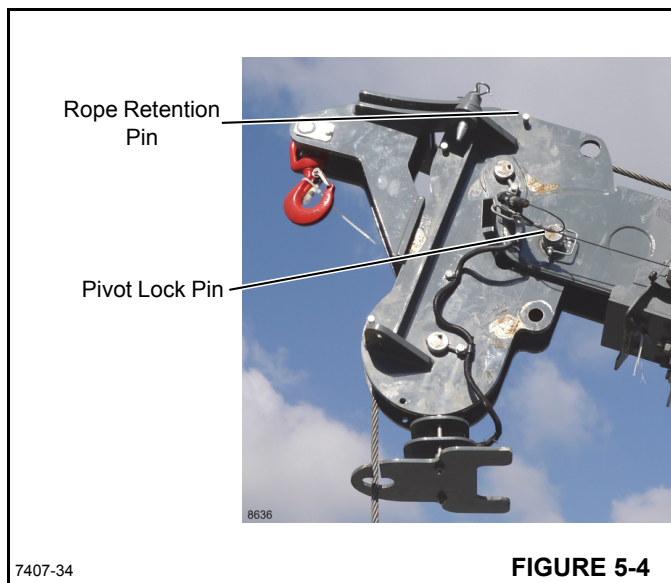 Rope Retention
Pin
Pivot Lock Pin
8636
7407-34
FIGURE 5-4